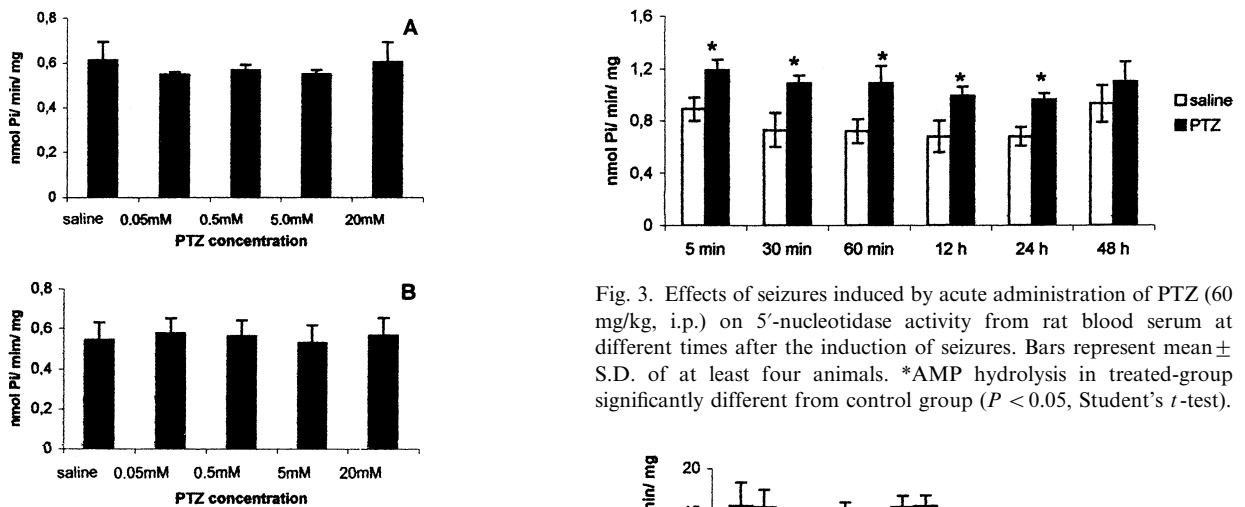 0,8
A
nmol Pi/ min/ mg
0,6
0,4
0,2
0
saline 0.05mM 0.5mM 5.0mM 20mM
PTZ concentration
0,8
B
nmol Pi/ min/ mg
0,6
0,4
0,2
0
saline 0.05mM 0.5mM 5mM 20mM
PTZ concentration
1,6
nmol Pi/ min/ mg
1,2
0,8
0,4
0
* * * * *
saline
PTZ
5 min 30 min 60 min 12 h 24 h 48 h
Fig. 3. Effects of seizures induced by acute administration of PTZ (60
mg/kg, i.p.) on 5′-nucleotidase activity from rat blood serum at
different times after the induction of seizures. Bars represent mean±
S.D. of at least four animals. *AMP hydrolysis in treated-group
significantly different from control group (P < 0.05, Student's t-test).
20
min/ mg